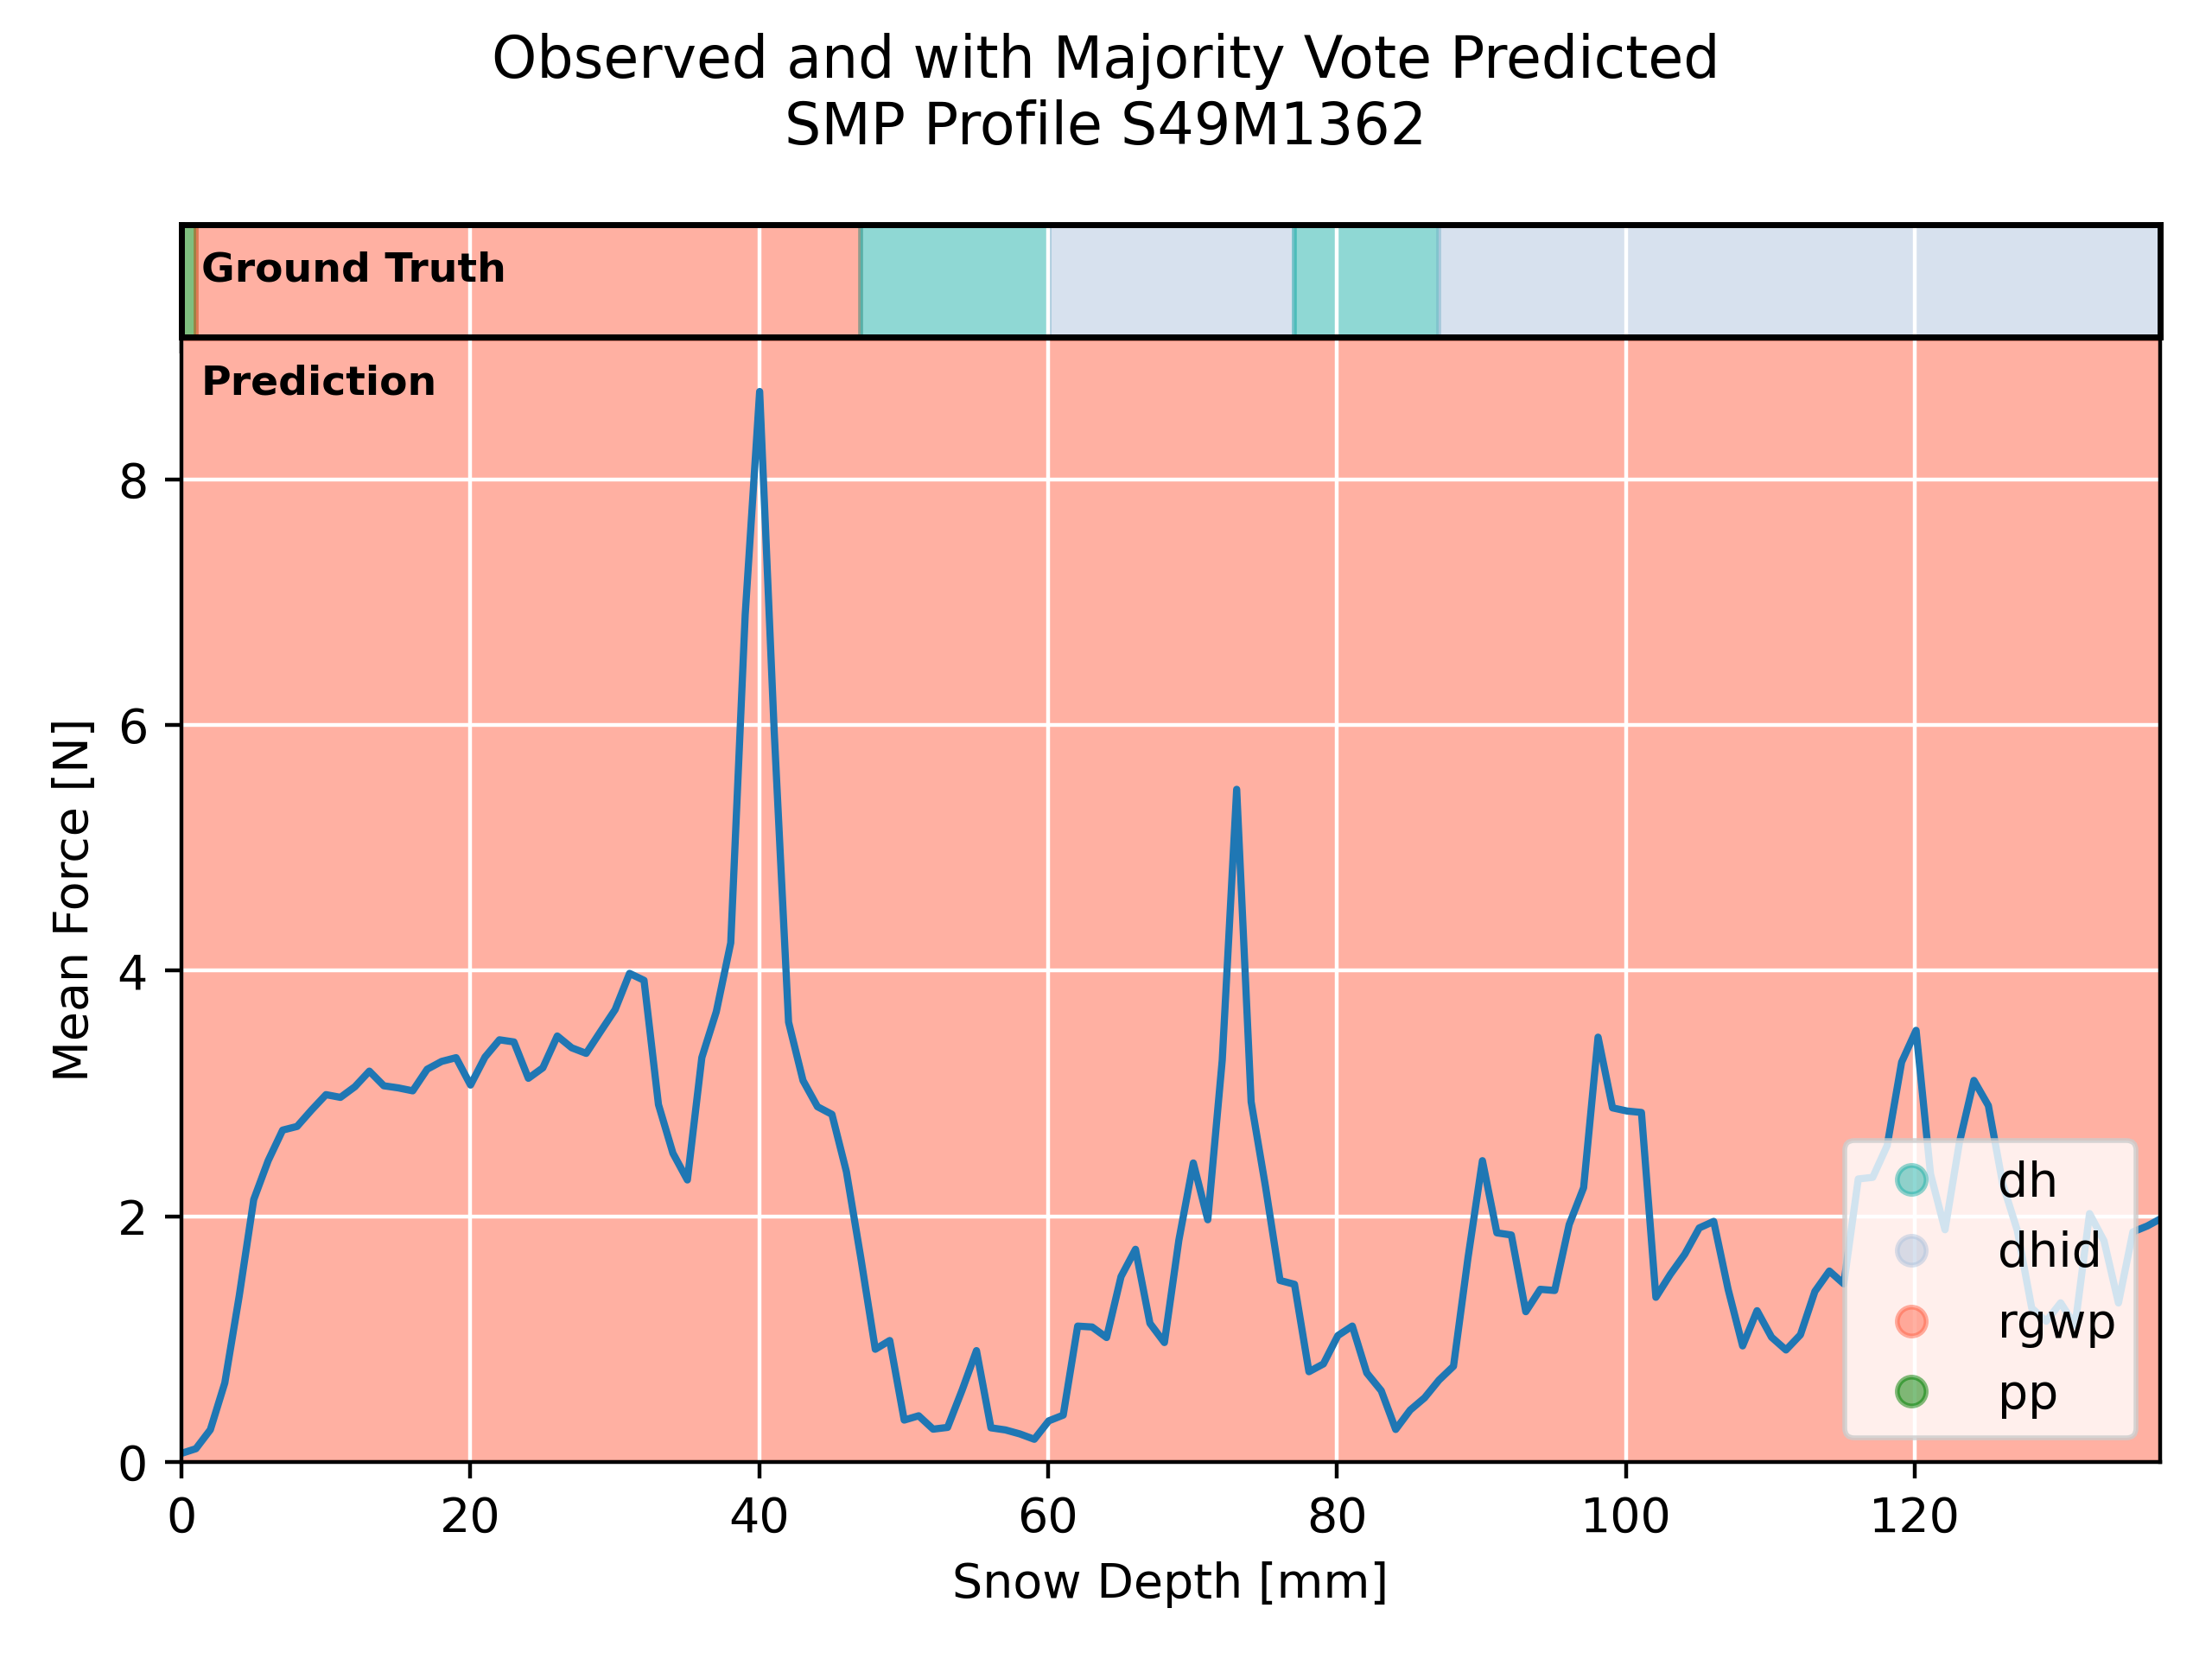 Observed and with Majority Vote Predicted
SMP Profile S49M1362
Ground Truth
Prediction
8
6
4
2
0
Mean Force [N]
dh
dhid
rgwp
pp
0 20 40 60 80 100 120
Snow Depth [mm]